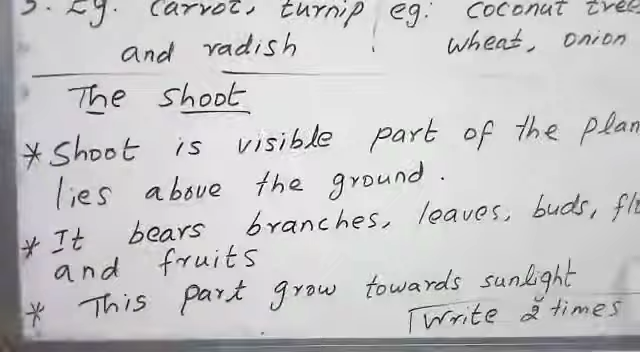 3. Eg. Carrot, turnip eg: coconut tree
and radish wheat, onion
The shoot
* Shoot is visible part of the plan
lies above the ground.
* It bears branches, leaves, buds,
and fruits
* This part grow towards sunlight
Write 2 times